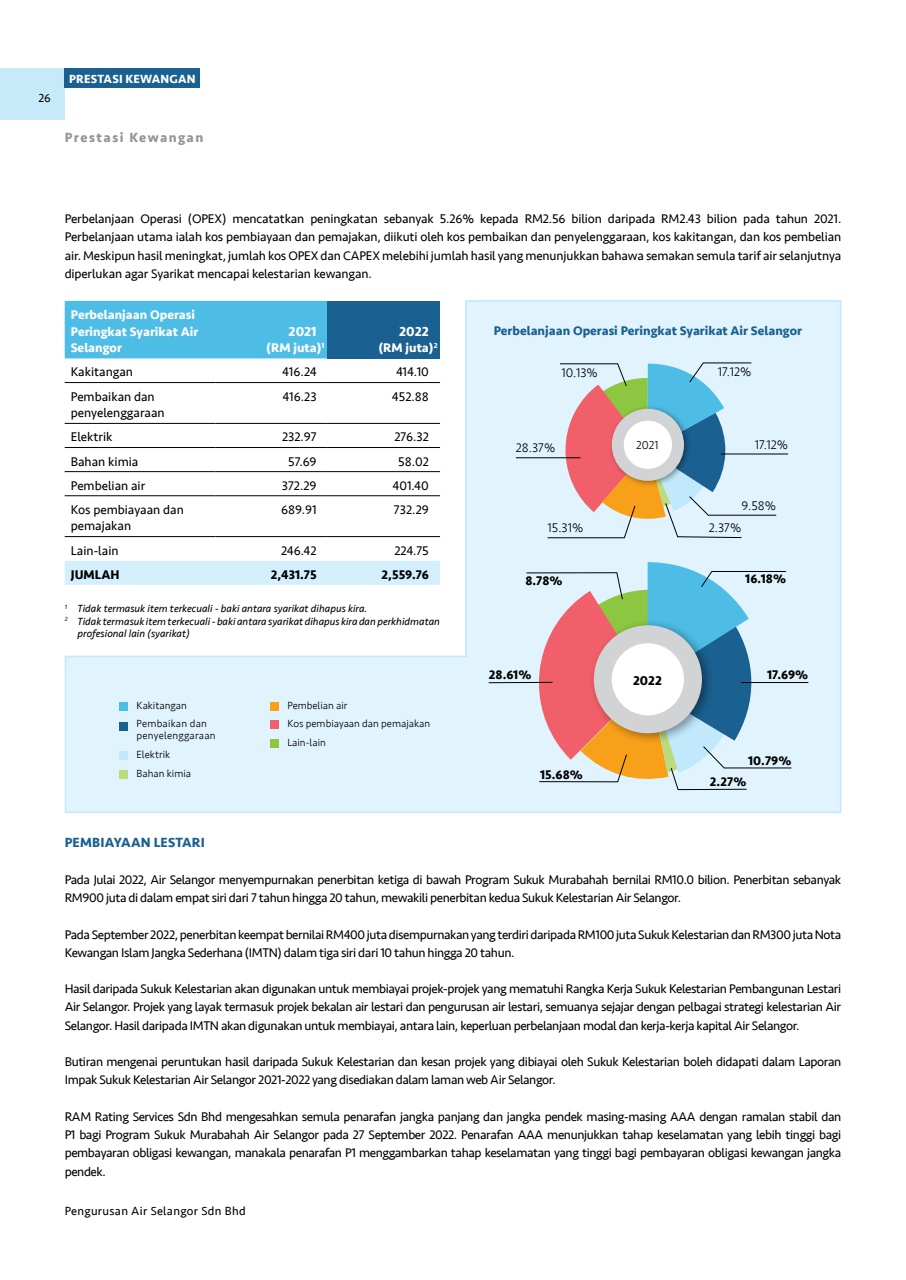 PRESTASI KEWANGAN
26
Prestasi Kewangan
Perbelanjaan Operasi (OPEX) mencatatkan peningkatan sebanyak 5.26% kepada RM2.56 bilion daripada RM2.43 bilion pada tahun 2021.
Perbelanjaan utama ialah kos pembiayaan dan pemajakan, diikuti oleh kos pembaikan dan penyelenggaraan, kos kakitangan, dan kos pembelian
air. Meskipun hasil meningkat, jumlah kos OPEX dan CAPEX melebihi jumlah hasil yang menunjukkan bahawa semakan semula tarif air selanjutnya
diperlukan agar Syarikat mencapai kelestarian kewangan.
Perbelanjaan Operasi
Peringkat Syarikat Air 2021 2022
Selangor (RM juta)¹ (RM juta)²
Kakitangan 416.24 414.10
Pembaikan dan 416.23 452.88
penyelenggaraan
Elektrik 232.97 276.32
Bahan kimia 57.69 58.02
Pembelian air 372.29 401.40
Kos pembiayaan dan 689.91 732.29
pemajakan
Lain-lain 246.42 224.75
JUMLAH 2,431.75 2,559.76
¹ Tidak termasuk item terkecuali - baki antara syarikat dihapus kira.
² Tidak termasuk item terkecuali - baki antara syarikat dihapus kira dan perkhidmatan
profesional lain (syarikat)
Perbelanjaan Operasi Peringkat Syarikat Air Selangor
10.13%
17.12%
28.37%
2021
17.12%
9.58%
15.31%
2.37%
8.78%
16.18%
28.61%
2022
17.69%
10.79%
15.68%
2.27%
Kakitangan
Pembaikan dan
penyelenggaraan
Elektrik
Bahan kimia
Pembelian air
Kos pembiayaan dan pemajakan
Lain-lain
PEMBIAYAAN LESTARI
Pada Julai 2022, Air Selangor menyempurnakan penerbitan ketiga di bawah Program Sukuk Murabahah bernilai RM10.0 bilion. Penerbitan sebanyak
RM900 juta di dalam empat siri dari 7 tahun hingga 20 tahun, mewakili penerbitan kedua Sukuk Kelestarian Air Selangor.
Pada September 2022, penerbitan keempat bernilai RM400 juta disempurnakan yang terdiri daripada RM100 juta Sukuk Kelestarian dan RM300 juta Nota
Kewangan Islam Jangka Sederhana (IMTN) dalam tiga siri dari 10 tahun hingga 20 tahun.
Hasil daripada Sukuk Kelestarian akan digunakan untuk membiayai projek-projek yang mematuhi Rangka Kerja Sukuk Kelestarian Pembangunan Lestari
Air Selangor. Projek yang layak termasuk projek bekalan air lestari dan pengurusan air lestari, semuanya sejajar dengan pelbagai strategi kelestarian Air
Selangor. Hasil daripada IMTN akan digunakan untuk membiayai, antara lain, keperluan perbelanjaan modal dan kerja-kerja kapital Air Selangor.
Butiran mengenai peruntukan hasil daripada Sukuk Kelestarian dan kesan projek yang dibiayai oleh Sukuk Kelestarian boleh didapati dalam Laporan
Impak Sukuk Kelestarian Air Selangor 2021-2022 yang disediakan dalam laman web Air Selangor.
RAM Rating Services Sdn Bhd mengesahkan semula penarafan jangka panjang dan jangka pendek masing-masing AAA dengan ramalan stabil dan
P1 bagi Program Sukuk Murabahah Air Selangor pada 27 September 2022. Penarafan AAA menunjukkan tahap keselamatan yang lebih tinggi bagi
pembayaran obligasi kewangan, manakala penarafan P1 menggambarkan tahap keselamatan yang tinggi bagi pembayaran obligasi kewangan jangka
pendek.
Pengurusan Air Selangor Sdn Bhd